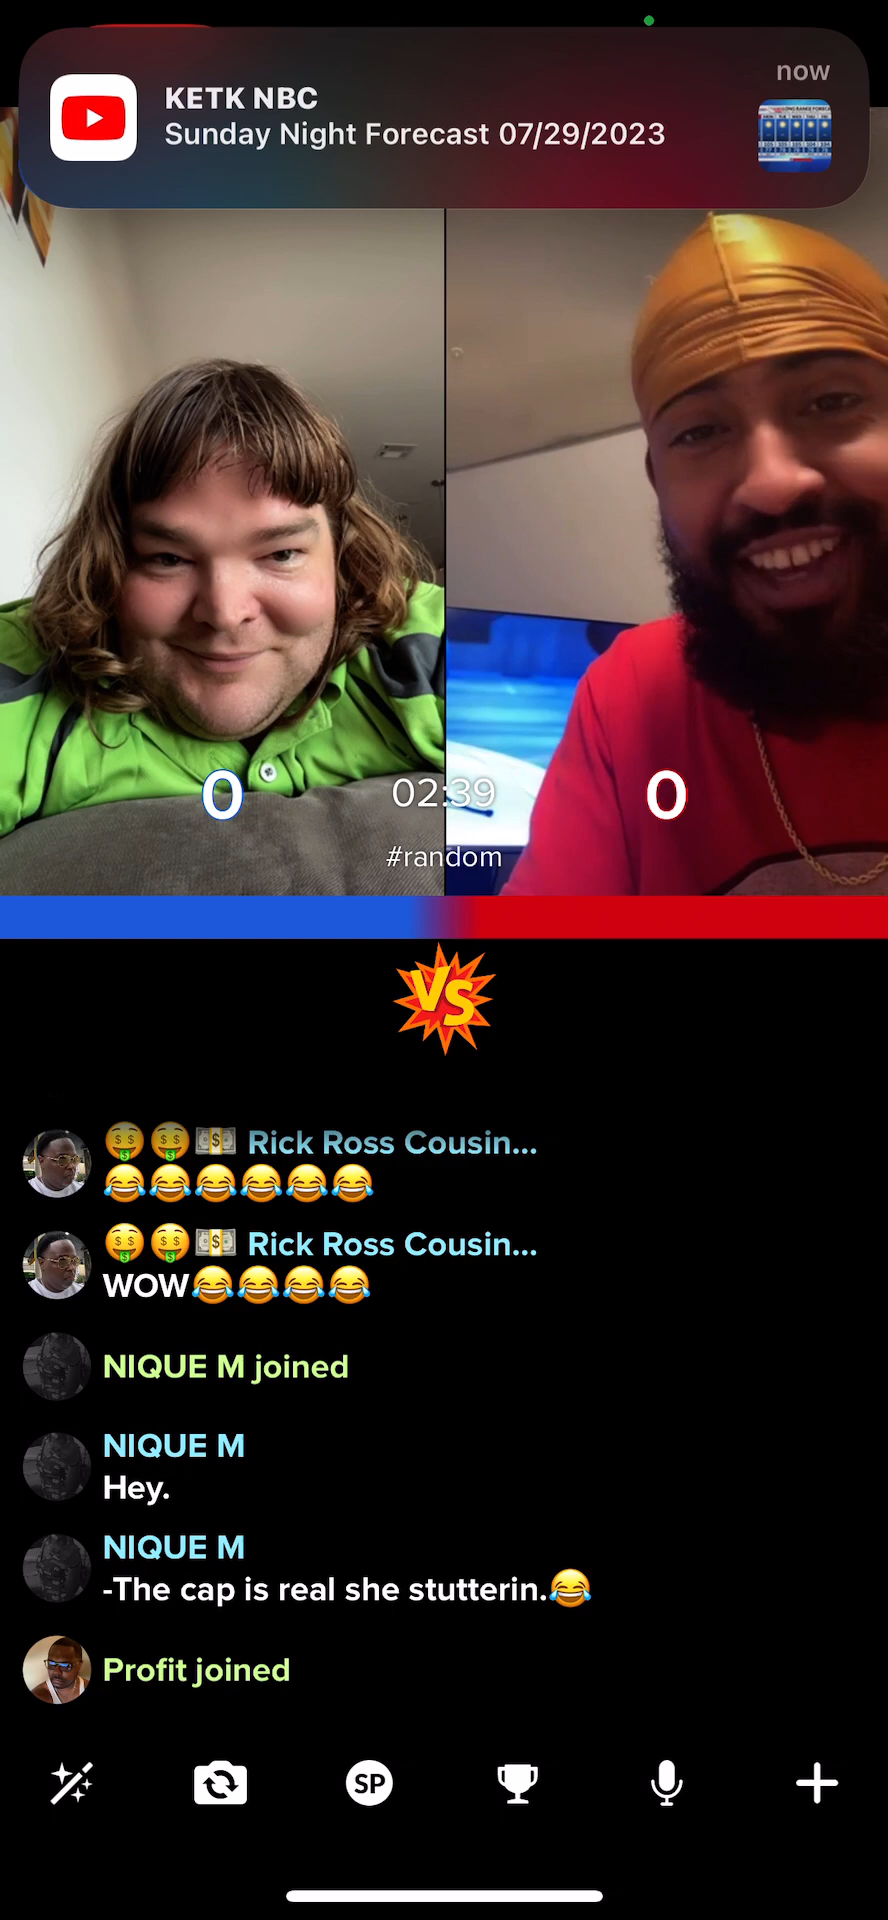 now
KETK NBC
Sunday Night Forecast 07/29/2023
0
02:39
0
#random
VS
🤑🤑💵 Rick Ross Cousin...
😂😂😂😂😂😂
🤑🤑💵 Rick Ross Cousin...
WOW😂😂😂😂
NIQUE M joined
NIQUE M
Hey.
NIQUE M
-The cap is real she stutterin.😂
Profit joined
SP